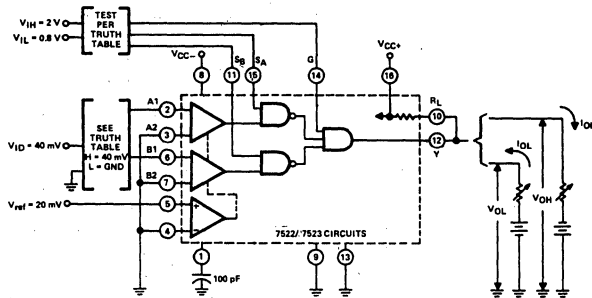 VIH = 2 V
VIL = 0.8 V
TEST
PER
TRUTH
TABLE
VCC-
SB
SA
G
VCC+
8
11
15
14
16
A1
2
A2
3
B1
6
B2
7
5
4
+
−
SEE
TRUTH
TABLE
H = 40 mV
L = GND
VID = 40 mV
Vref = 20 mV
RL
10
12
Y
IOL
VOL
VOH
7522/7523 CIRCUITS
1
9
13
100 pF